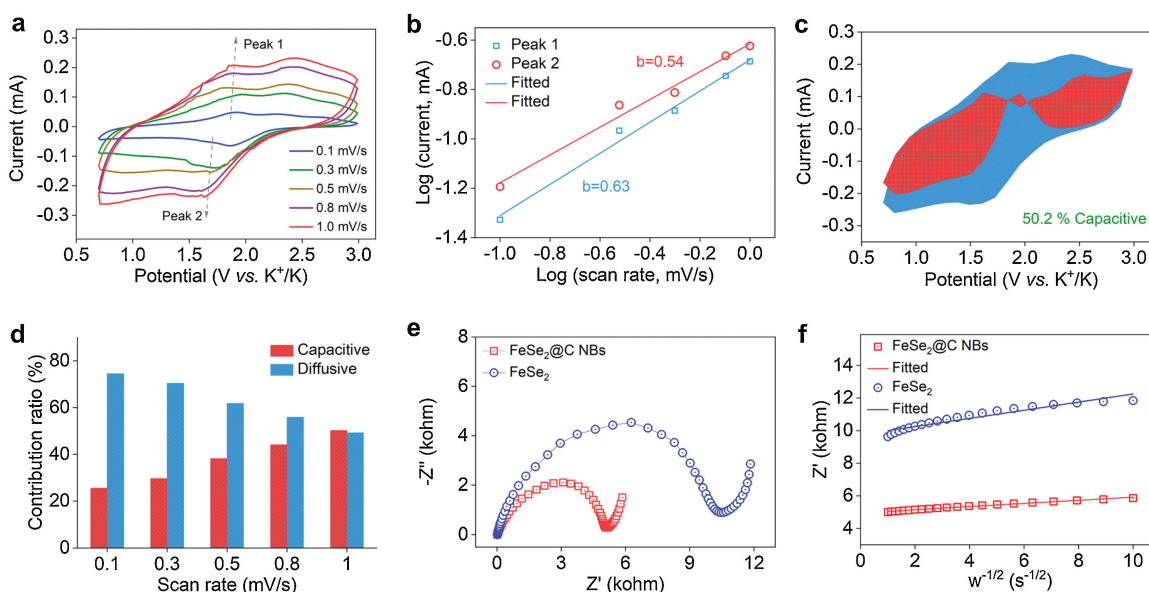 a
0.3
0.2
0.1
0.0
-0.1
-0.2
-0.3
Current (mA)
Peak 1
Peak 2
0.1 mV/s
0.3 mV/s
0.5 mV/s
0.8 mV/s
1.0 mV/s
0.5 1.0 1.5 2.0 2.5 3.0
Potential (V vs. K⁺/K)
b
-0.6
-0.8
-1.0
-1.2
-1.4
Log (current, mA)
Peak 1
Peak 2
Fitted
Fitted
b=0.54
b=0.63
-1.0 -0.8 -0.6 -0.4 -0.2 0.0
Log (scan rate, mV/s)
c
0.3
0.2
0.1
0.0
-0.1
-0.2
-0.3
Current (mA)
50.2 % Capacitive
0.5 1.0 1.5 2.0 2.5 3.0
Potential (V vs. K⁺/K)
d
80
60
40
20
0
Contribution ratio (%)
Capacitive
Diffusive
0.1 0.3 0.5 0.8 1
Scan rate (mV/s)
e
8
6
4
2
0
-Z" (kohm)
FeSe₂@C NBs
FeSe₂
0 3 6 9 12
Z' (kohm)
f
14
12
10
8
6
4
Z' (kohm)
FeSe₂@C NBs
Fitted
FeSe₂
Fitted
0 2 4 6 8 10
w⁻¹/² (s⁻¹/²)